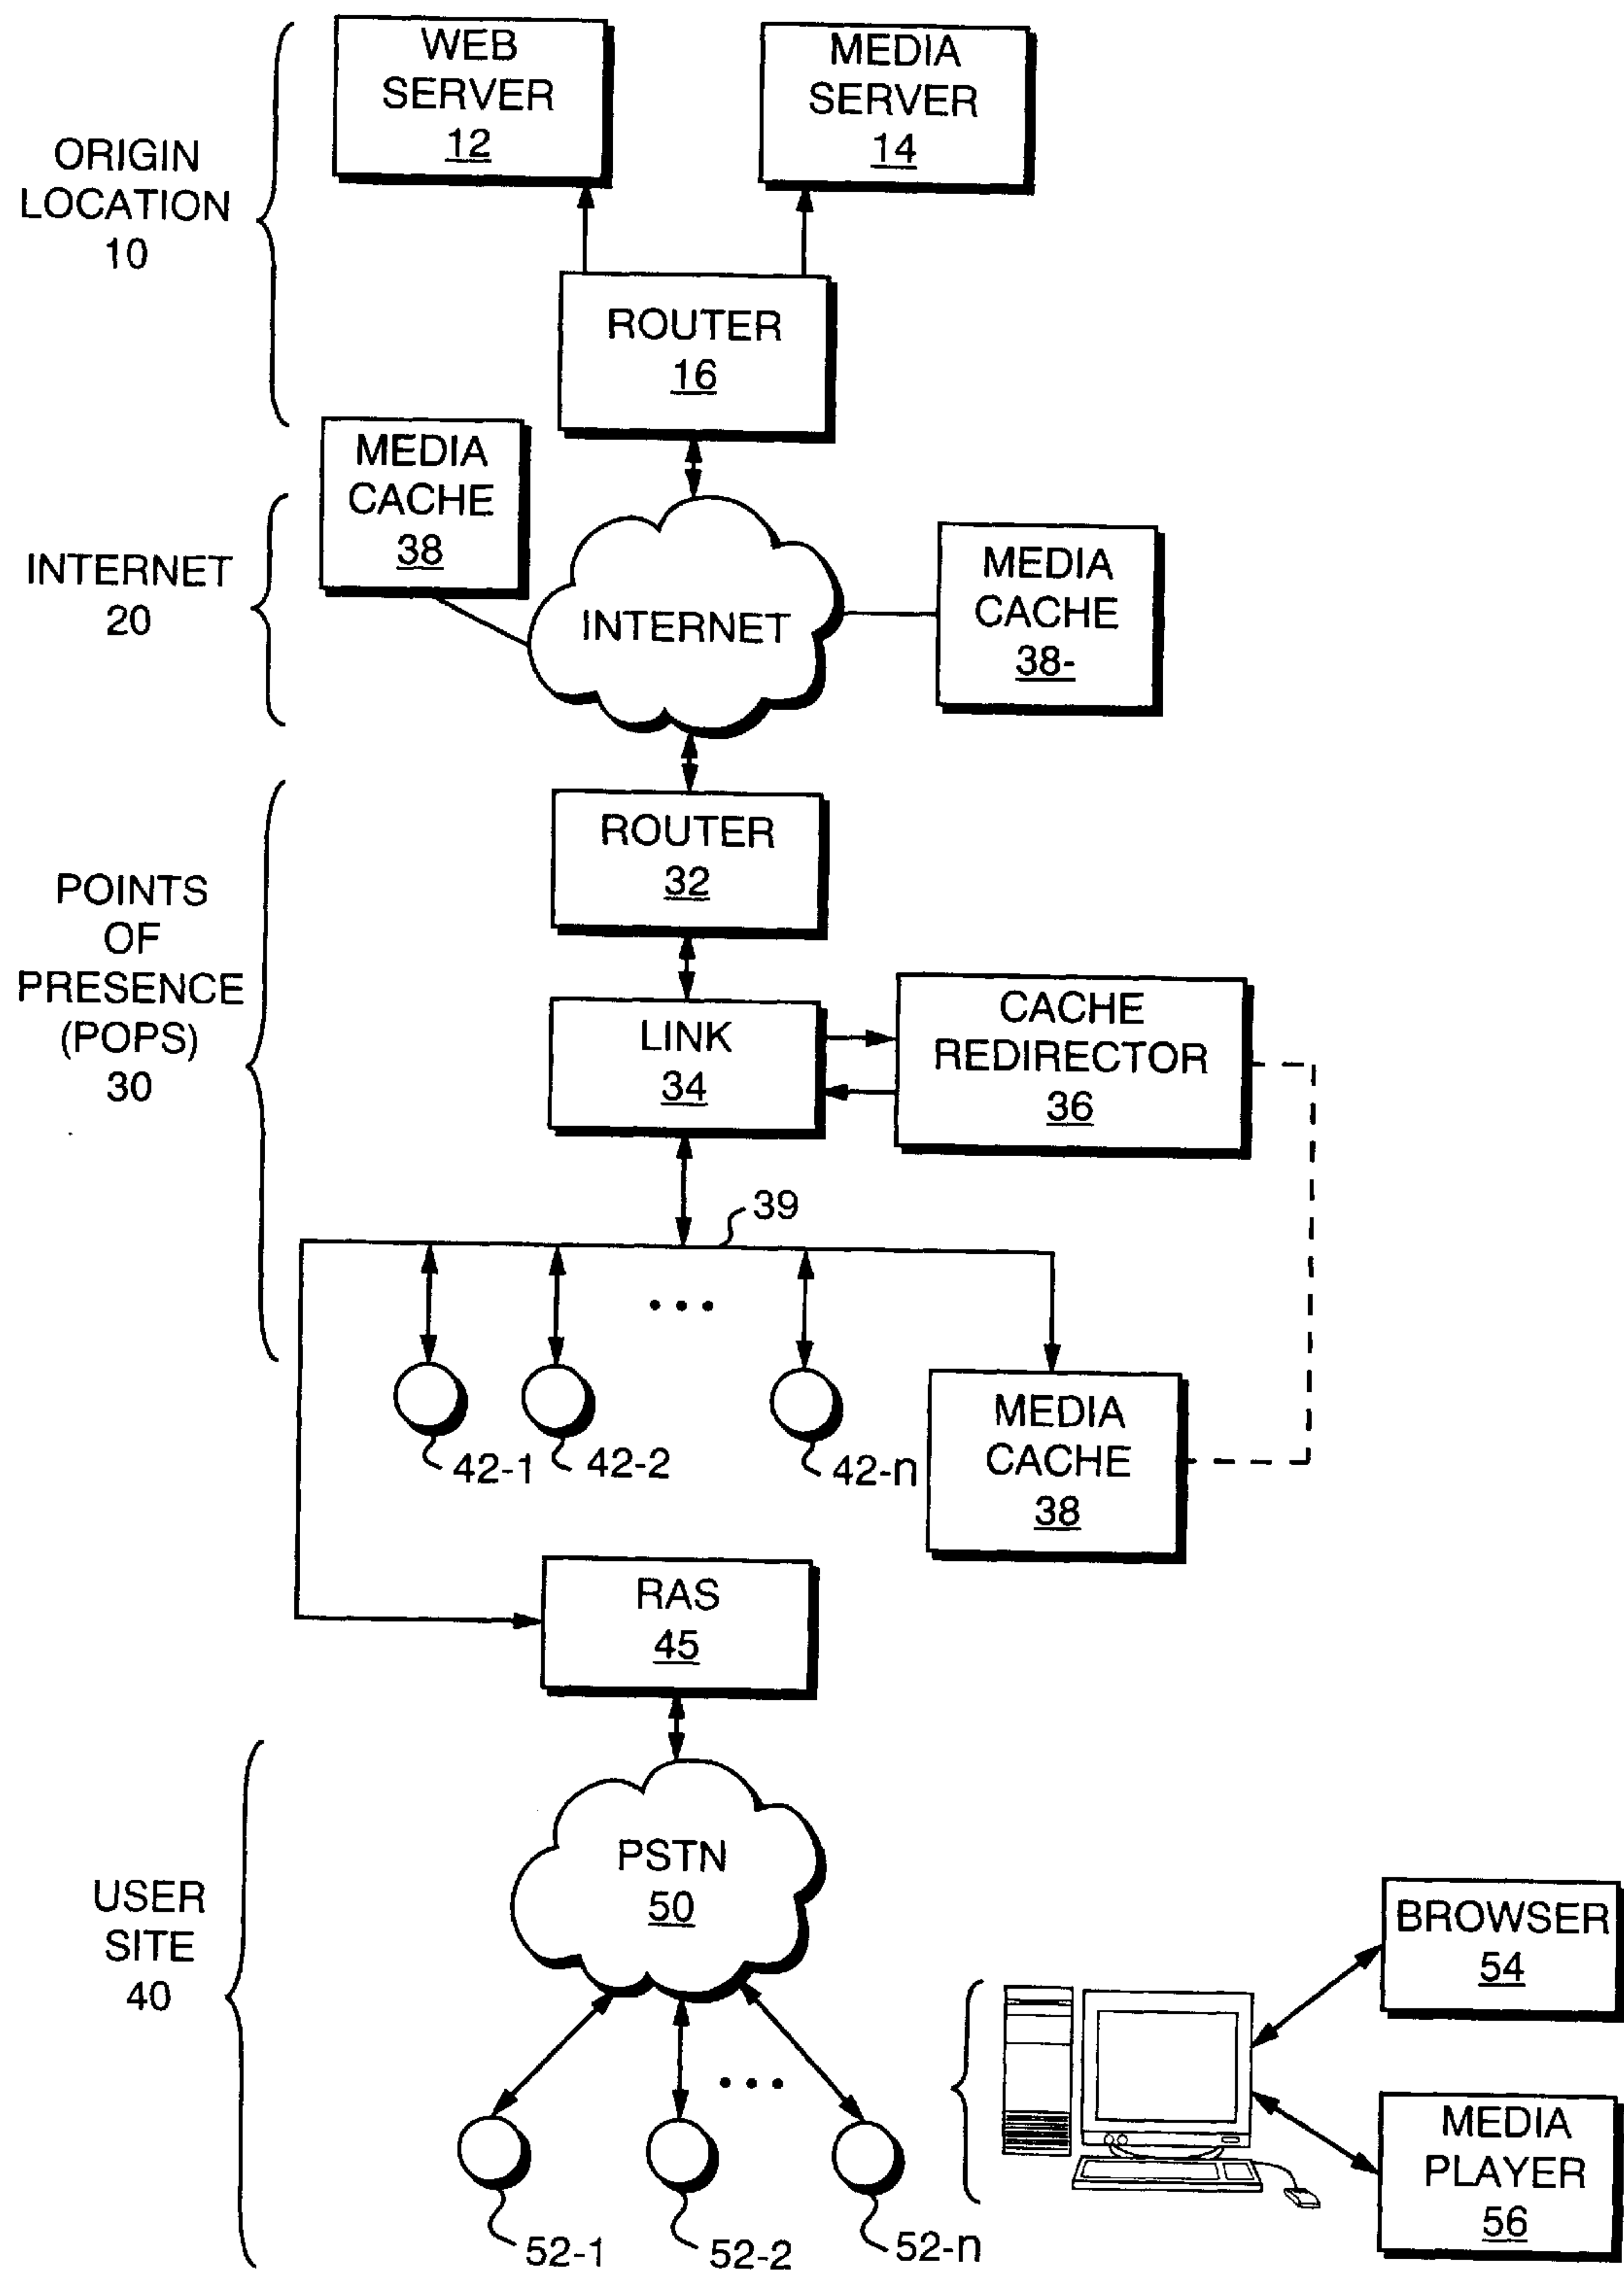 WEB
SERVER
12
MEDIA
SERVER
14
ORIGIN
LOCATION
10
ROUTER
16
MEDIA
CACHE
38
INTERNET
20
INTERNET
MEDIA
CACHE
38-
ROUTER
32
POINTS
OF
PRESENCE
(POPS)
30
LINK
34
CACHE
REDIRECTOR
36
39
• • •
42-1
42-2
42-n
MEDIA
CACHE
38
RAS
45
PSTN
50
USER
SITE
40
BROWSER
54
• • •
MEDIA
PLAYER
56
52-1
52-2
52-n